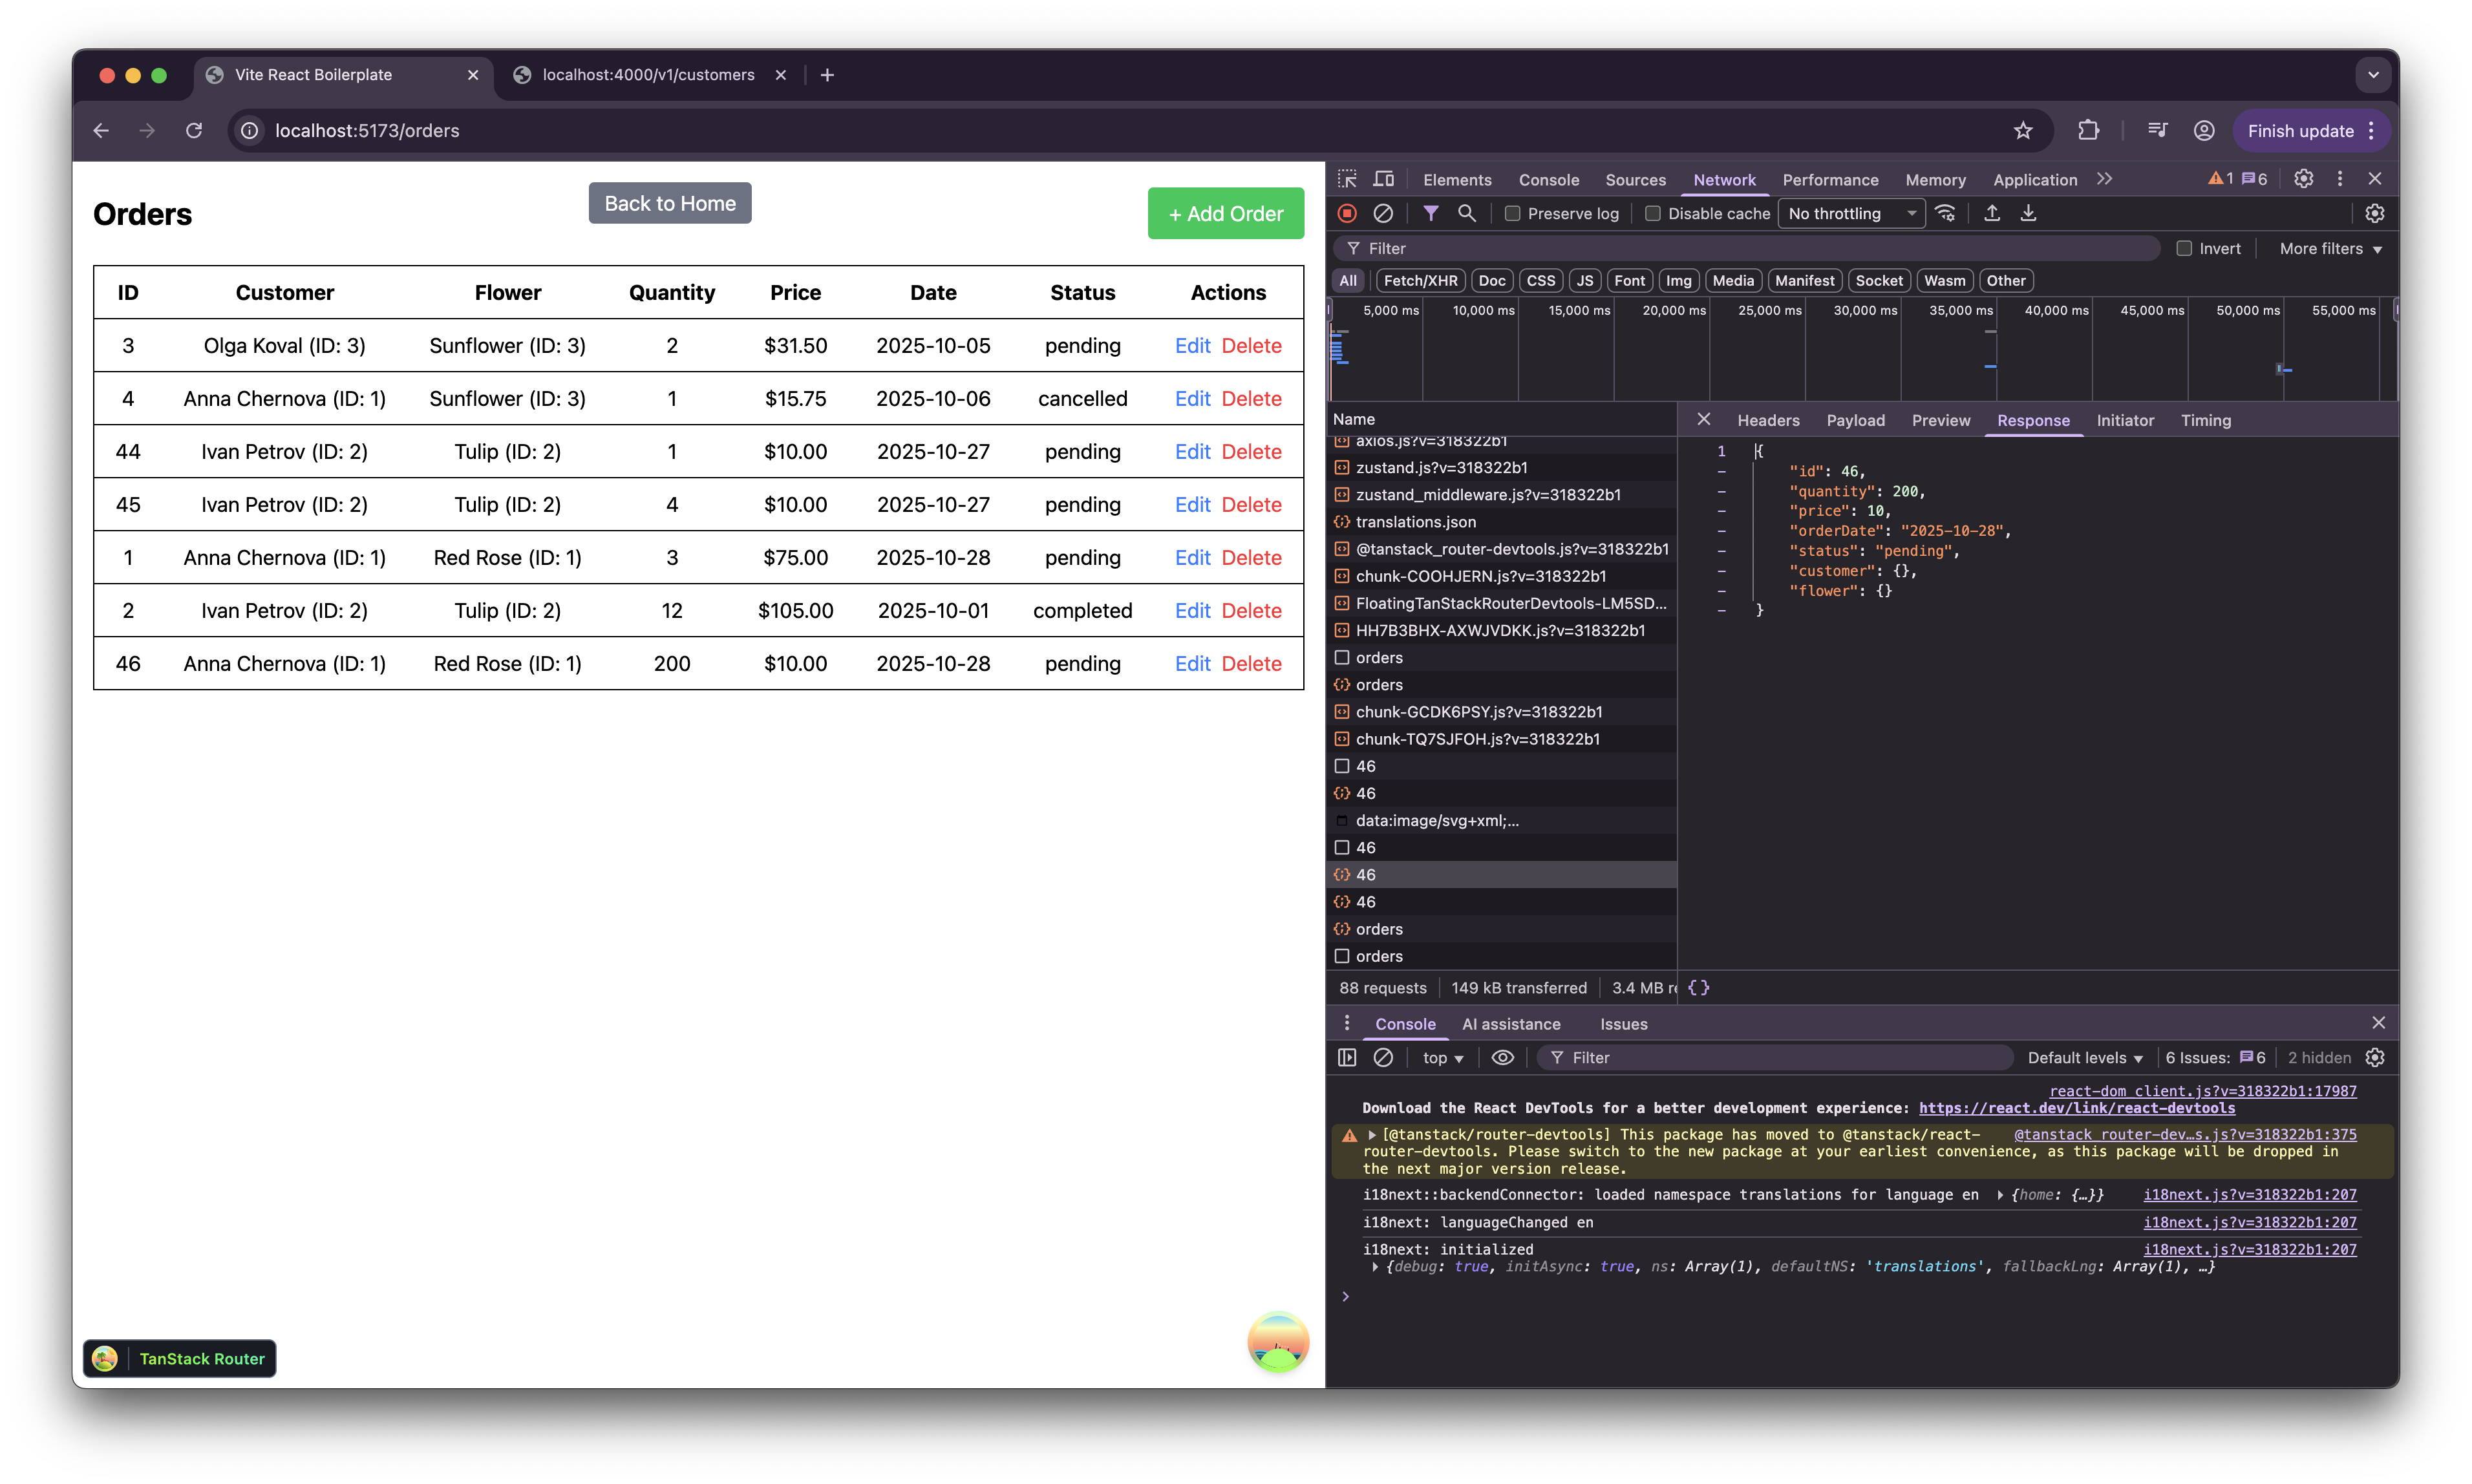 Vite React Boilerplate
localhost:4000/v1/customers
localhost:5173/orders
Finish update
Orders
Back to Home
+ Add Order
ID Customer Flower Quantity Price Date Status Actions
3 Olga Koval (ID: 3) Sunflower (ID: 3) 2 $31.50 2025-10-05 pending Edit Delete
4 Anna Chernova (ID: 1) Sunflower (ID: 3) 1 $15.75 2025-10-06 cancelled Edit Delete
44 Ivan Petrov (ID: 2) Tulip (ID: 2) 1 $10.00 2025-10-27 pending Edit Delete
45 Ivan Petrov (ID: 2) Tulip (ID: 2) 4 $10.00 2025-10-27 pending Edit Delete
1 Anna Chernova (ID: 1) Red Rose (ID: 1) 3 $75.00 2025-10-28 pending Edit Delete
2 Ivan Petrov (ID: 2) Tulip (ID: 2) 12 $105.00 2025-10-01 completed Edit Delete
46 Anna Chernova (ID: 1) Red Rose (ID: 1) 200 $10.00 2025-10-28 pending Edit Delete
TanStack Router
Elements Console Sources Network Performance Memory Application 1 6
Preserve log Disable cache No throttling
Filter Invert More filters
All Fetch/XHR Doc CSS JS Font Img Media Manifest Socket Wasm Other
5,000 ms 10,000 ms 15,000 ms 20,000 ms 25,000 ms 30,000 ms 35,000 ms 40,000 ms 45,000 ms 50,000 ms 55,000 ms
Name
axios.js?v=318322b1
zustand.js?v=318322b1
zustand_middleware.js?v=318322b1
translations.json
@tanstack_router-devtools.js?v=318322b1
chunk-COOHJERN.js?v=318322b1
FloatingTanStackRouterDevtools-LM5SD...
HH7B3BHX-AXWJVDKK.js?v=318322b1
orders
orders
chunk-GCDK6PSY.js?v=318322b1
chunk-TQ7SJFOH.js?v=318322b1
46
46
data:image/svg+xml;...
46
46
46
orders
orders
88 requests 149 kB transferred 3.4 MB re
Headers Payload Preview Response Initiator Timing
1 {
"id": 46,
"quantity": 200,
"price": 10,
"orderDate": "2025-10-28",
"status": "pending",
"customer": {},
"flower": {}
}
{}
Console AI assistance Issues
top Filter Default levels 6 Issues: 6 2 hidden
react-dom_client.js?v=318322b1:17987
Download the React DevTools for a better development experience: https://react.dev/link/react-devtools
[@tanstack/router-devtools] This package has moved to @tanstack/react- @tanstack_router-dev…s.js?v=318322b1:375
router-devtools. Please switch to the new package at your earliest convenience, as this package will be dropped in
the next major version release.
i18next::backendConnector: loaded namespace translations for language en {home: {…}} i18next.js?v=318322b1:207
i18next: languageChanged en i18next.js?v=318322b1:207
i18next: initialized i18next.js?v=318322b1:207
{debug: true, initAsync: true, ns: Array(1), defaultNS: 'translations', fallbackLng: Array(1), …}